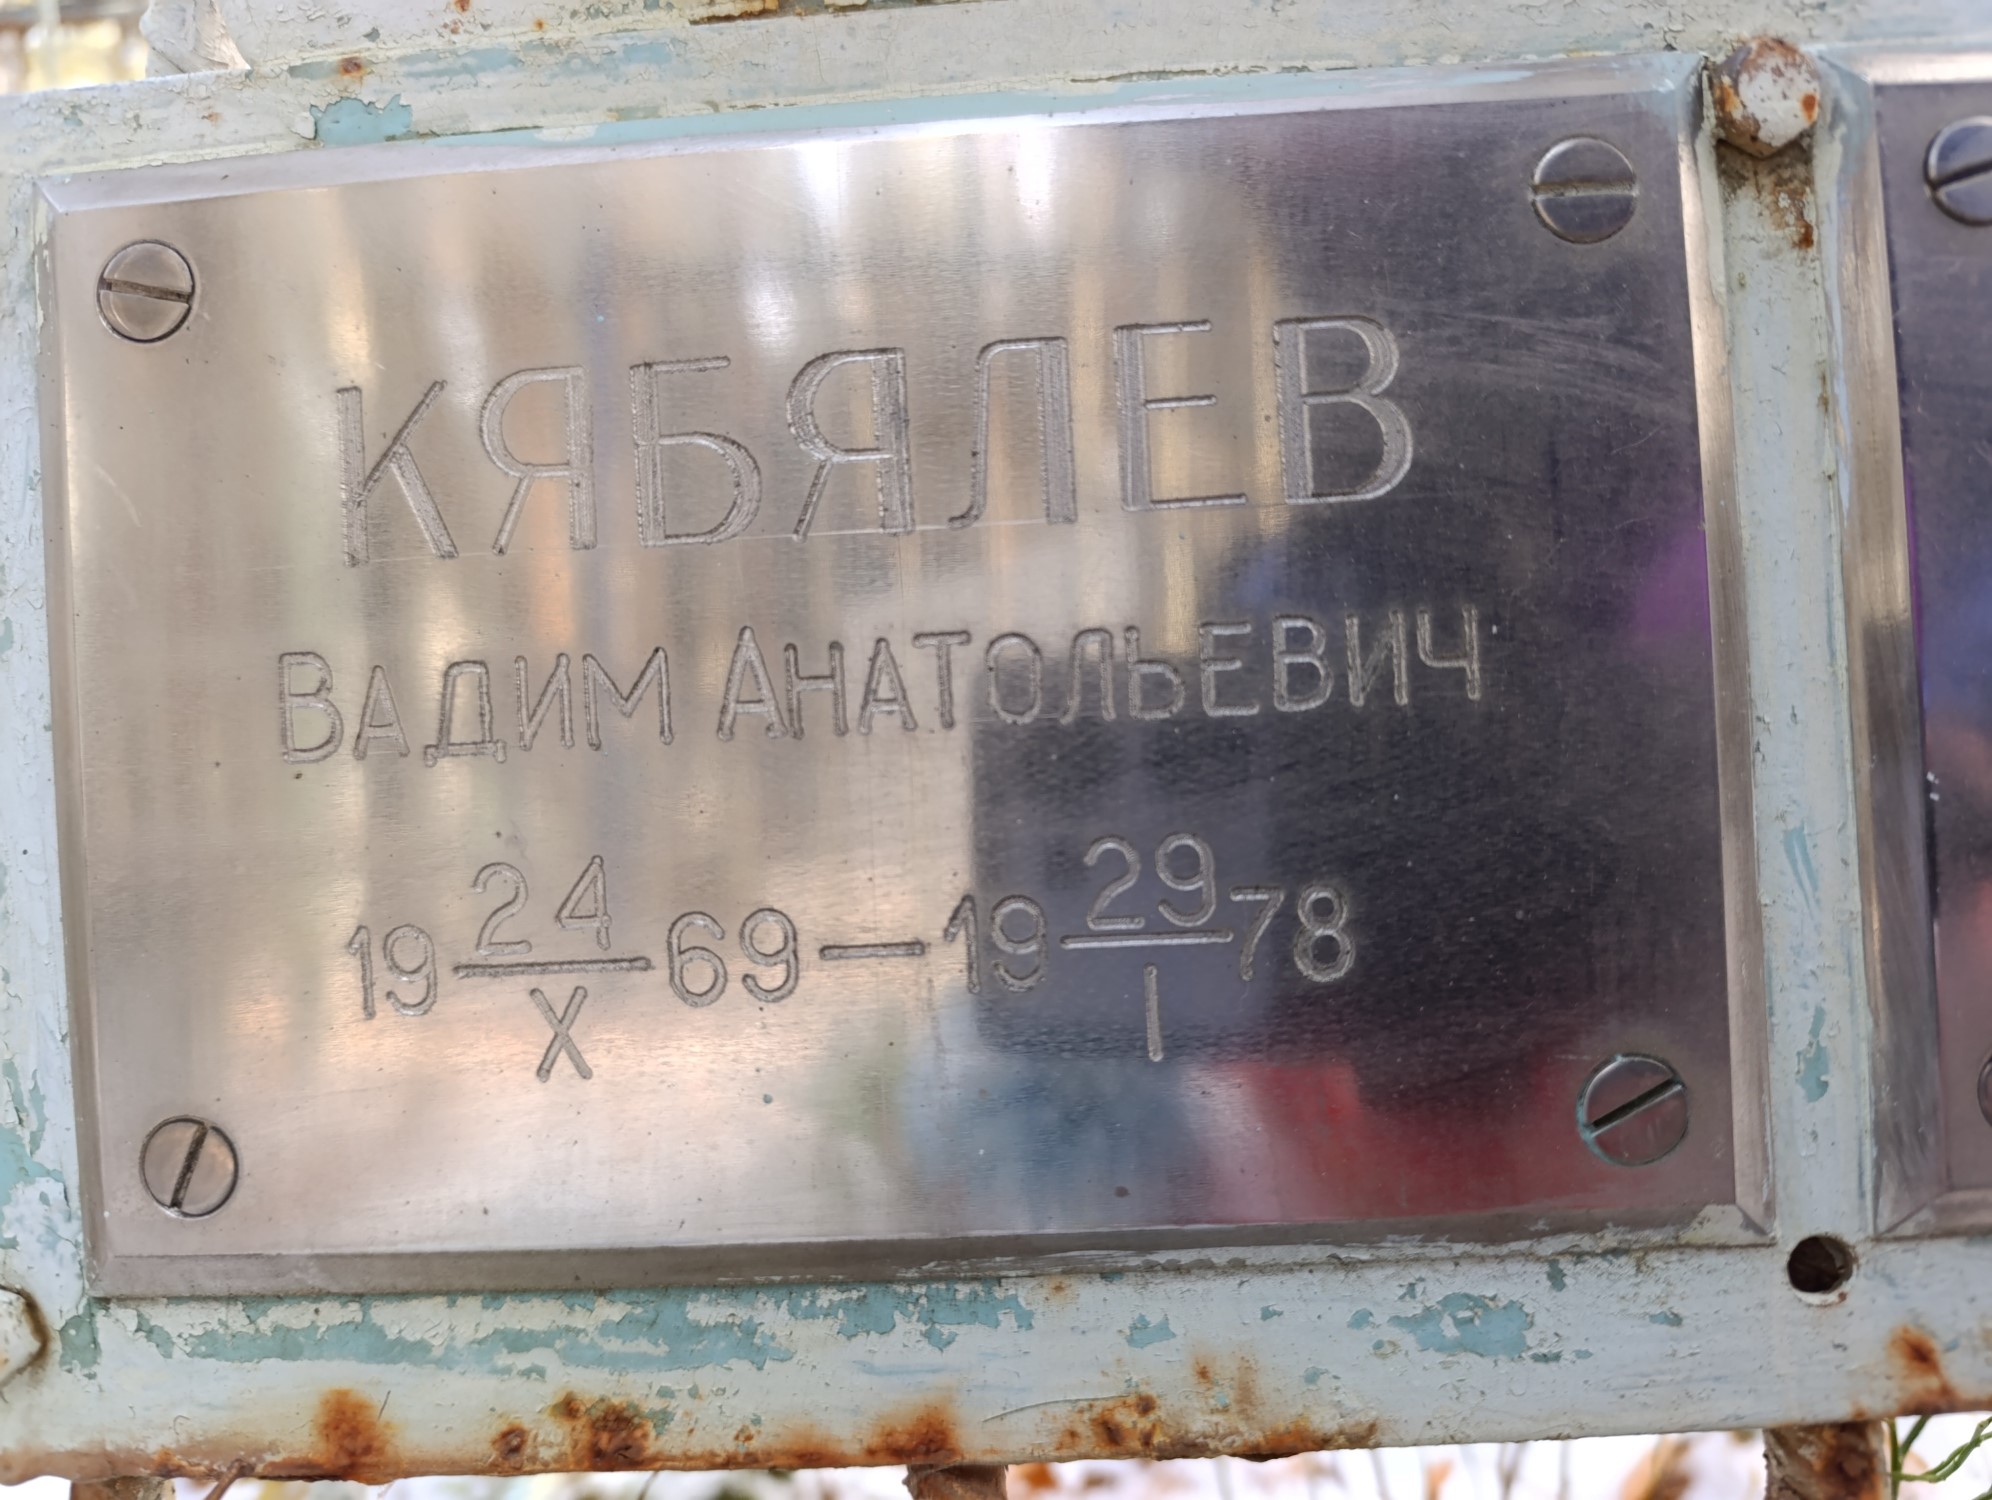 КЯБЯЛЕВ
ВАДИМ АНАТОЛЬЕВИЧ
19 24/X 69 — 19 29/I 78